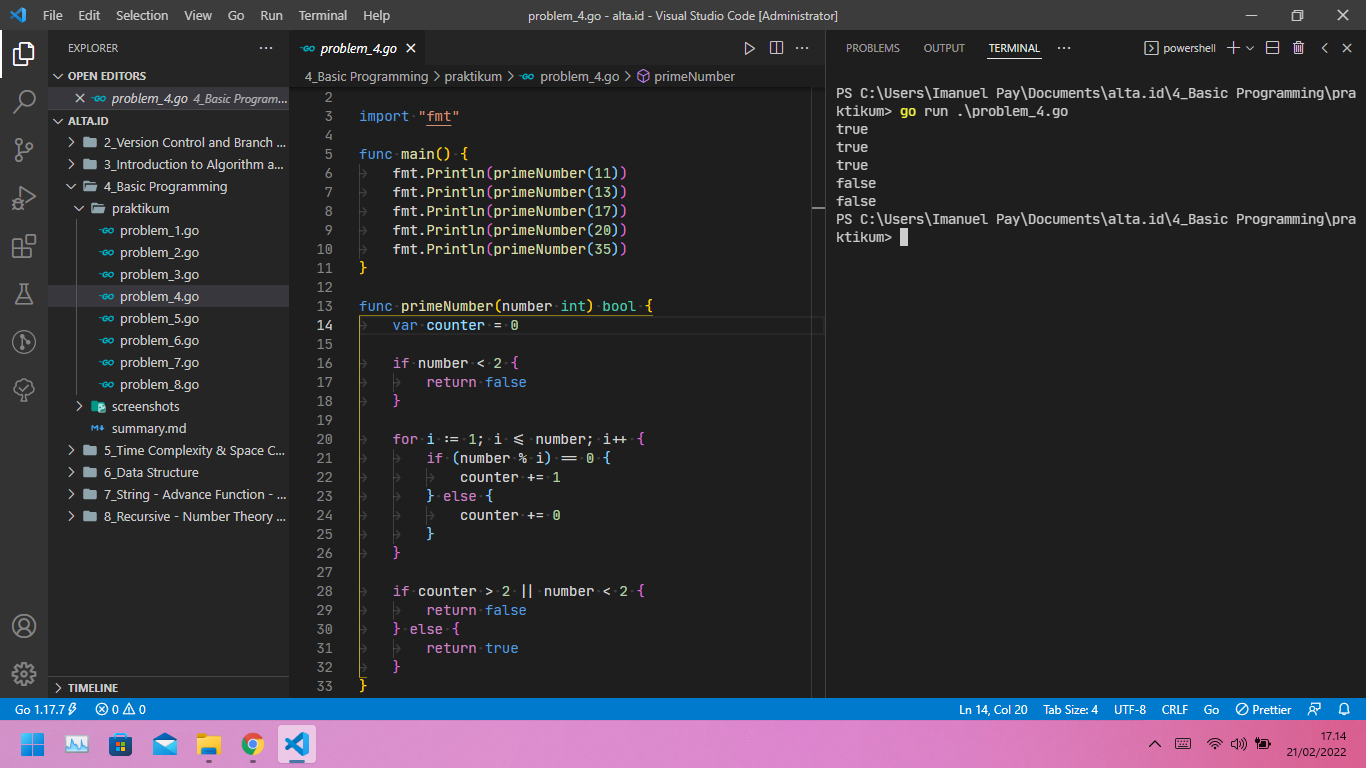 File Edit Selection View Go Run Terminal Help
problem_4.go - alta.id - Visual Studio Code [Administrator]
EXPLORER
OPEN EDITORS
problem_4.go 4_Basic Program...
ALTA.ID
2_Version Control and Branch ...
3_Introduction to Algorithm a...
4_Basic Programming
praktikum
problem_1.go
problem_2.go
problem_3.go
problem_4.go
problem_5.go
problem_6.go
problem_7.go
problem_8.go
screenshots
summary.md
5_Time Complexity & Space C...
6_Data Structure
7_String - Advance Function - ...
8_Recursive - Number Theory ...
TIMELINE
problem_4.go
4_Basic Programming > praktikum > problem_4.go > primeNumber
2
3 import "fmt"
4
5 func main() {
6 fmt.Println(primeNumber(11))
7 fmt.Println(primeNumber(13))
8 fmt.Println(primeNumber(17))
9 fmt.Println(primeNumber(20))
10 fmt.Println(primeNumber(35))
11 }
12
13 func primeNumber(number int) bool {
14 var counter = 0
15
16 if number < 2 {
17 return false
18 }
19
20 for i := 1; i <= number; i++ {
21 if (number % i) == 0 {
22 counter += 1
23 } else {
24 counter += 0
25 }
26 }
27
28 if counter > 2 || number < 2 {
29 return false
30 } else {
31 return true
32 }
33 }
PROBLEMS OUTPUT TERMINAL powershell
PS C:\Users\Imanuel Pay\Documents\alta.id\4_Basic Programming\pra
ktikum> go run .\problem_4.go
true
true
true
false
false
PS C:\Users\Imanuel Pay\Documents\alta.id\4_Basic Programming\pra
ktikum>
Go 1.17.7 0 0 Ln 14, Col 20 Tab Size: 4 UTF-8 CRLF Go Prettier
17.14
21/02/2022